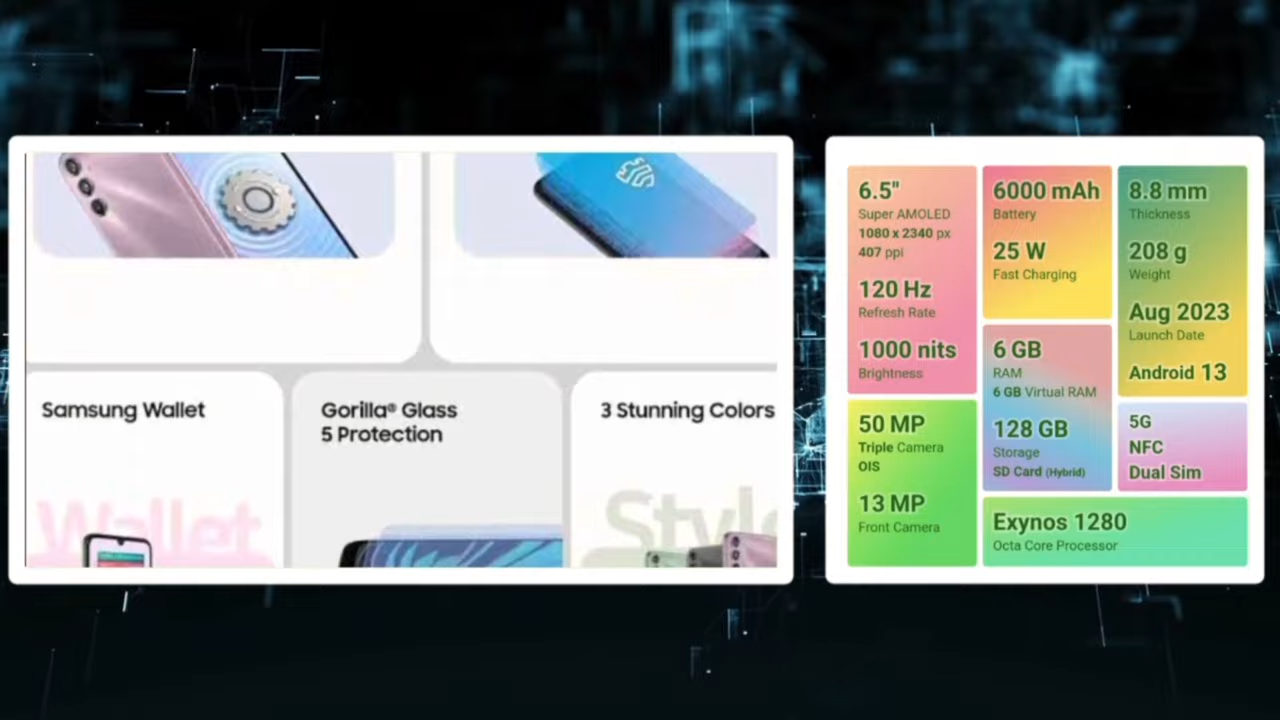 Samsung Wallet
Gorilla® Glass
5 Protection
3 Stunning Colors
Wallet
Style
6.5"
Super AMOLED
1080 x 2340 px
407 ppi
120 Hz
Refresh Rate
1000 nits
Brightness
50 MP
Triple Camera
OIS
13 MP
Front Camera
6000 mAh
Battery
25 W
Fast Charging
6 GB
RAM
6 GB Virtual RAM
128 GB
Storage
SD Card (Hybrid)
8.8 mm
Thickness
208 g
Weight
Aug 2023
Launch Date
Android 13
5G
NFC
Dual Sim
Exynos 1280
Octa Core Processor